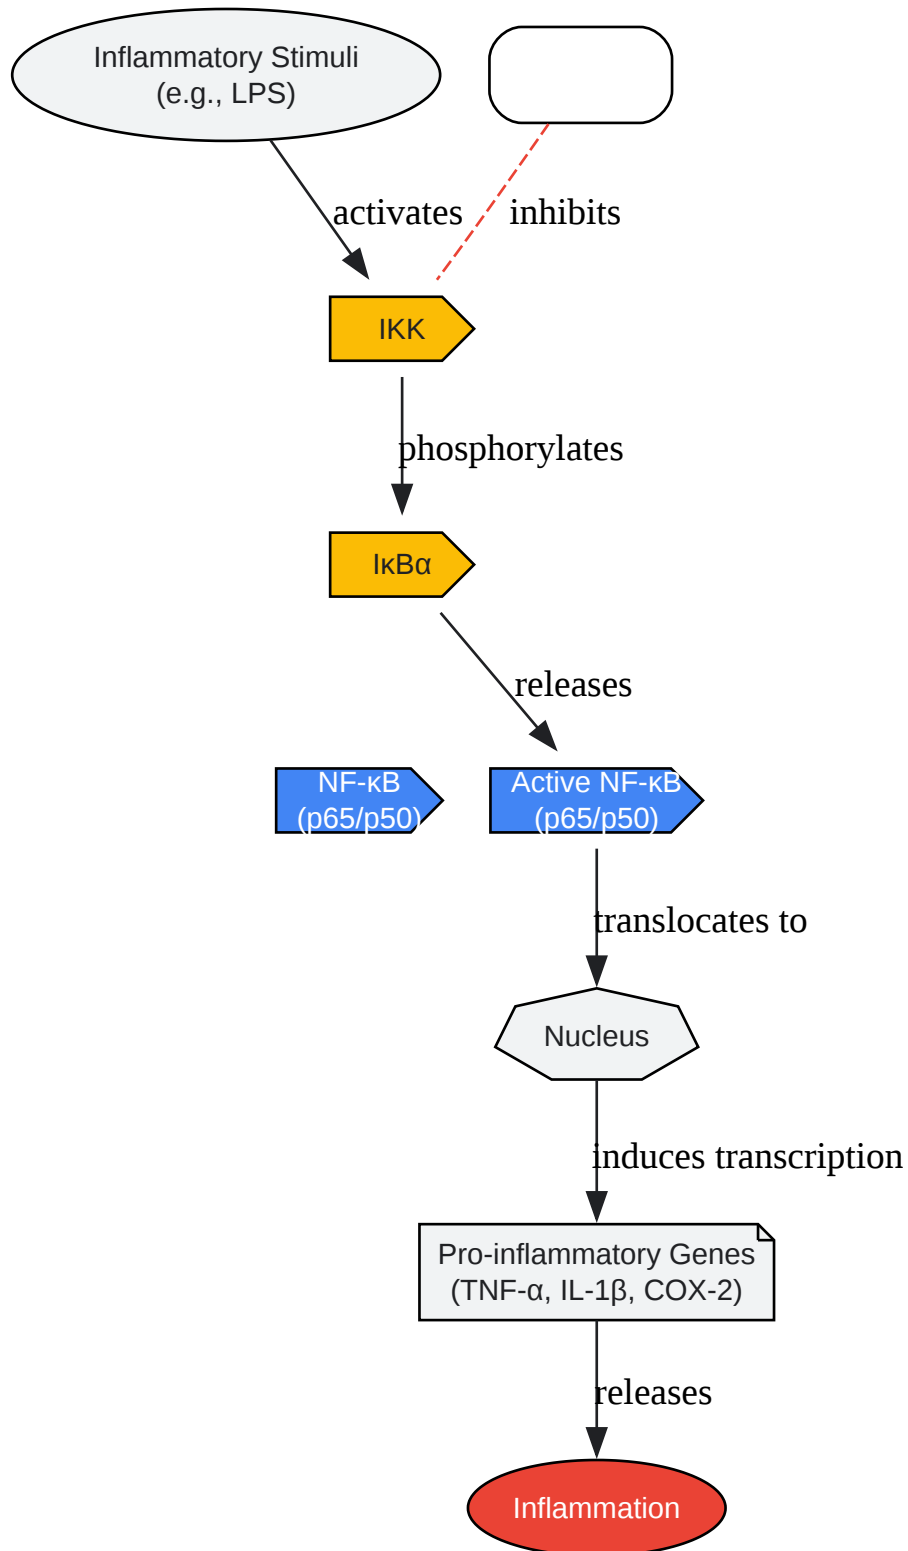 Inflammatory Stimuli
(e.g., LPS)
activates
inhibits
IKK
phosphorylates
IκBα
releases
NF-κB
(p65/p50)
Active NF-κB
(p65/p50)
translocates to
Nucleus
induces transcription
Pro-inflammatory Genes
(TNF-α, IL-1β, COX-2)
releases
Inflammation